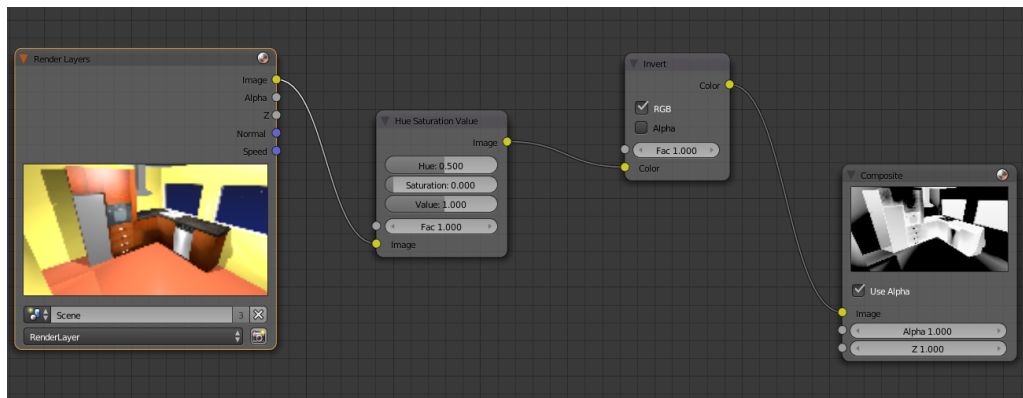 Render Layers
Image
Alpha
Z
Normal
Speed
Scene
3
RenderLayer
Hue Saturation Value
Image
Hue: 0.500
Saturation: 0.000
Value: 1.000
Fac 1.000
Image
Invert
Color
RGB
Alpha
Fac 1.000
Color
Composite
Use Alpha
Image
Alpha 1.000
Z 1.000